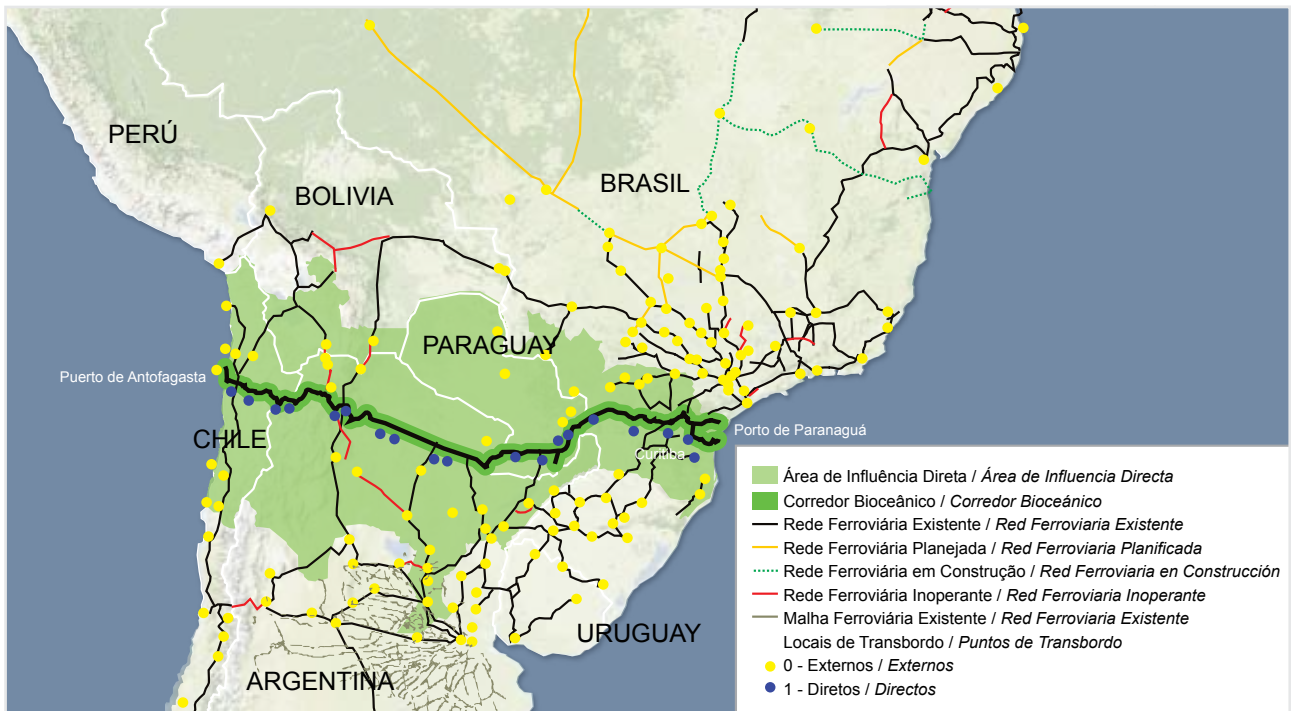 PERÚ
BOLIVIA
BRASIL
PARAGUAY
Puerto de Antofagasta
CHILE
Porto de Paranaguá
Curitiba
URUGUAY
ARGENTINA
Área de Influência Direta / Área de Influencia Directa
Corredor Bioceânico / Corredor Bioceánico
Rede Ferroviária Existente / Red Ferroviaria Existente
Rede Ferroviária Planejada / Red Ferroviaria Planificada
Rede Ferroviária em Construção / Red Ferroviaria en Construcción
Rede Ferroviária Inoperante / Red Ferroviaria Inoperante
Malha Ferroviária Existente / Red Ferroviaria Existente
Locais de Transbordo / Puntos de Transbordo
0 - Externos / Externos
1 - Diretos / Directos